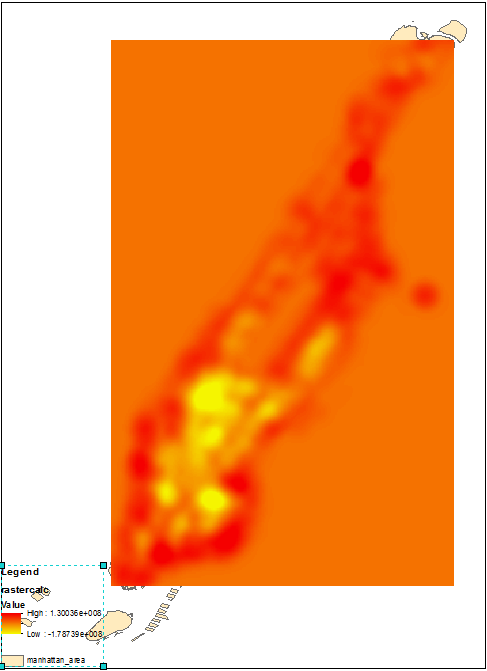 Legend
rastercalc
Value
High : 1.30036e+008
Low : -1.78739e+008
manhattan_area